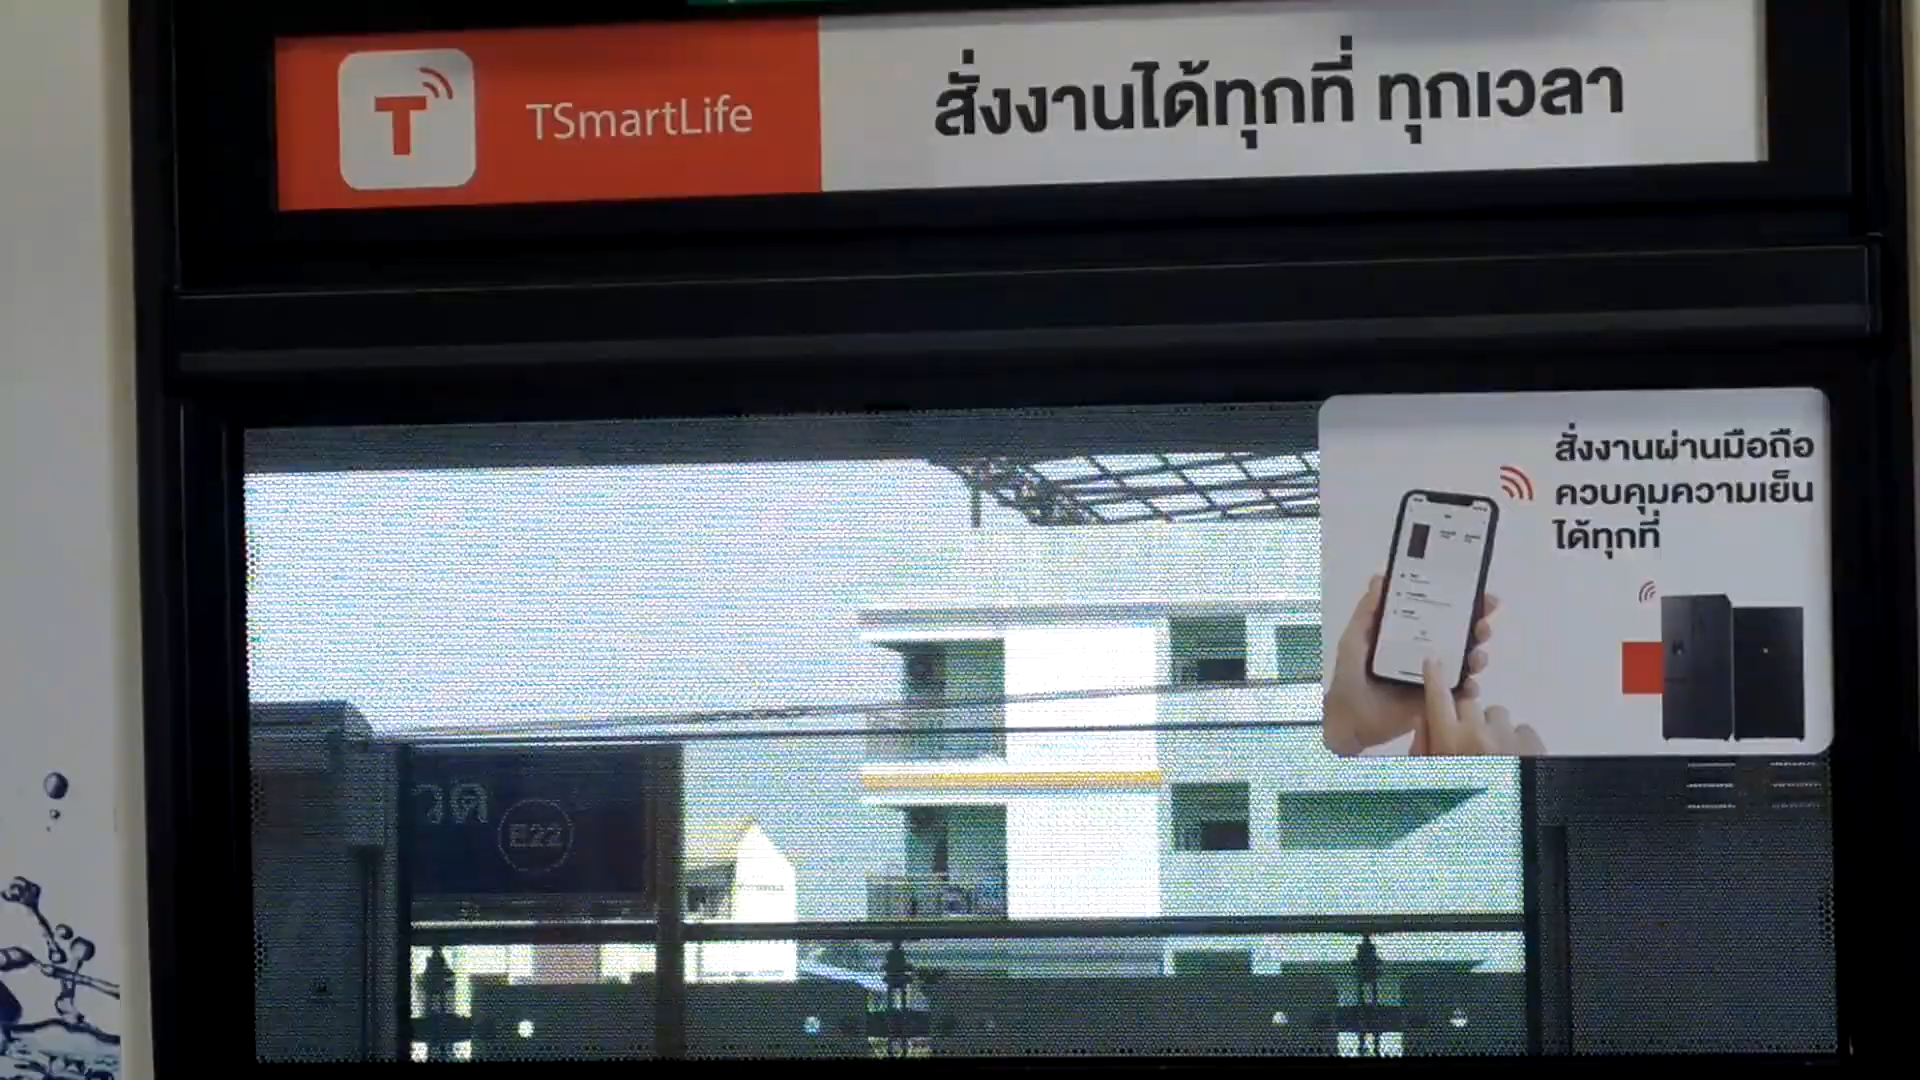 T
TSmartLife
สั่งงานได้ทุกที่ ทุกเวลา
สั่งงานผ่านมือถือ
ควบคุมความเย็น
ได้ทุกที่
วด
E22